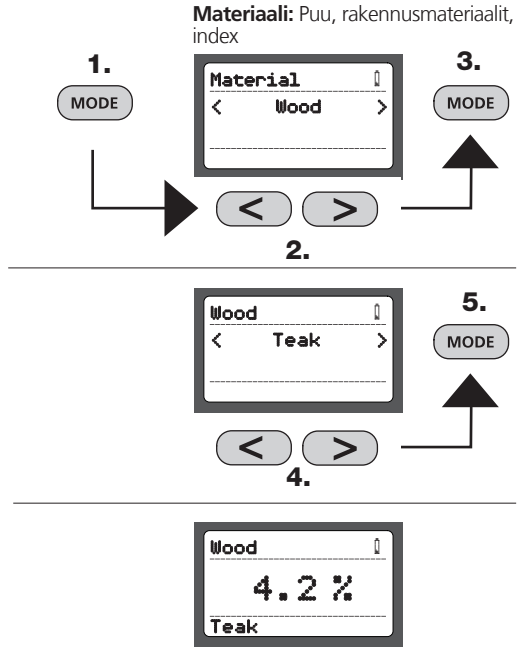 Materiaali: Puu, rakennusmateriaalit,
index
1.
MODE
Material
< Wood >
3.
MODE
< >
2.
Wood
< Teak >
5.
MODE
< >
4.
Wood
4.2 %
Teak